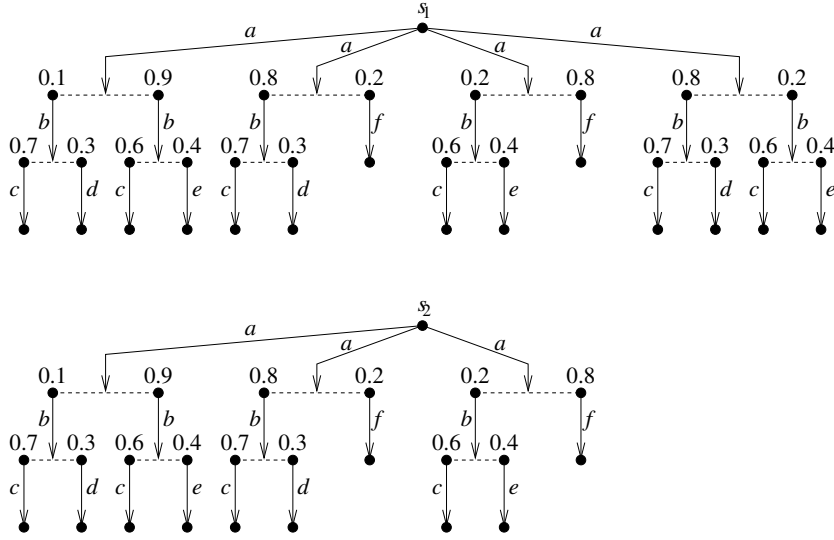 s1
a a a a
0.1 0.9 0.8 0.2 0.2 0.8 0.8 0.2
b b b f b f b b
0.7 0.3 0.6 0.4 0.7 0.3 0.6 0.4 0.7 0.3 0.6 0.4
c d c e c d c e c d c e
s2
a a a
0.1 0.9 0.8 0.2 0.2 0.8
b b b f b f
0.7 0.3 0.6 0.4 0.7 0.3 0.6 0.4
c d c e c d c e